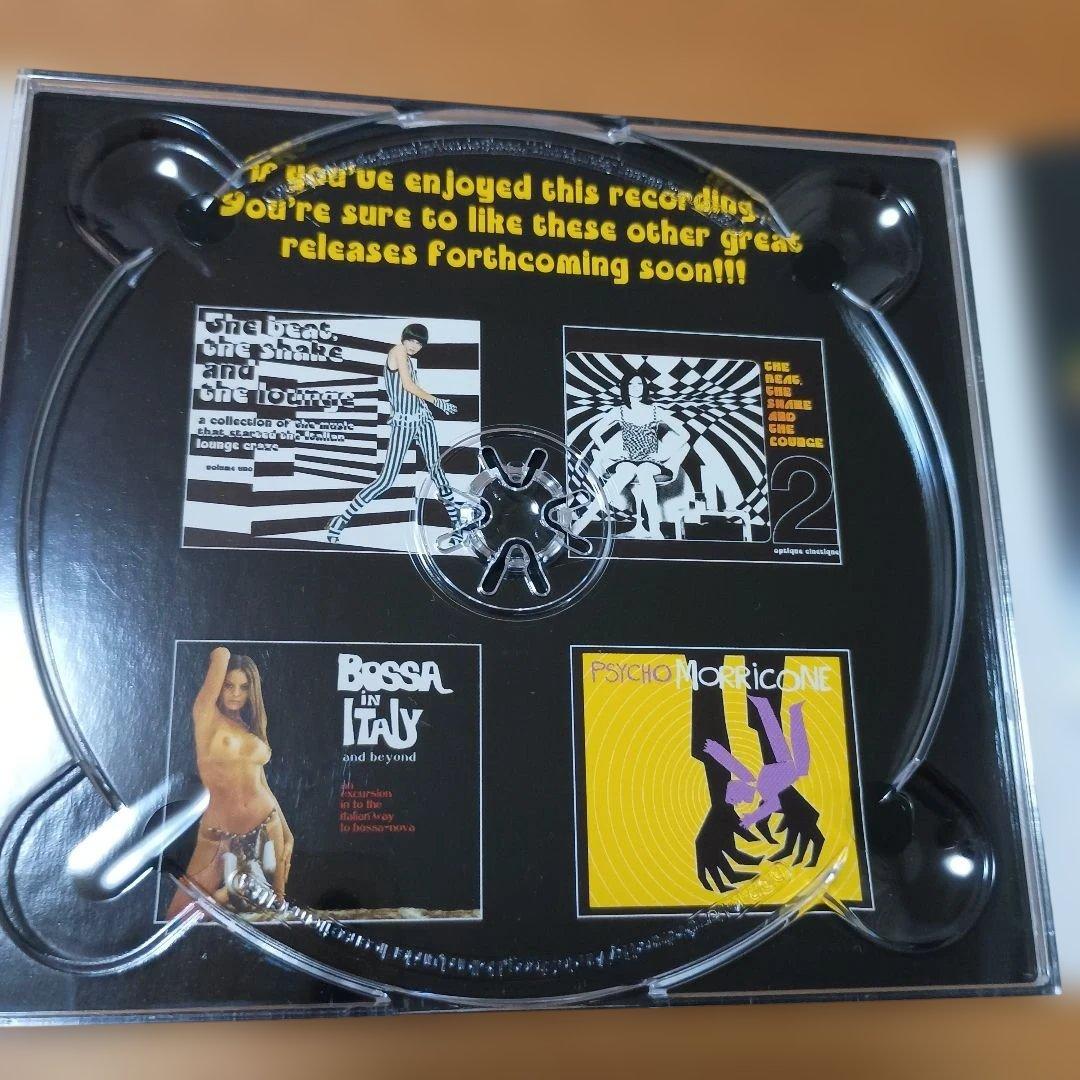 If you've enjoyed this recording,
You're sure to like these other great
releases forthcoming soon!!!
The beat,
the shake
and
the lounge
a collection of the music
that started the italian
lounge craze
volume uno
THE
BEAT,
THE
SHAKE
AND
THE
LOUNGE
2
optique cinetique
BOSSA
IN
ITALY
and beyond
an
excursion
in to the
italian way
to bossa-nova
PSYCHO MORRICONE